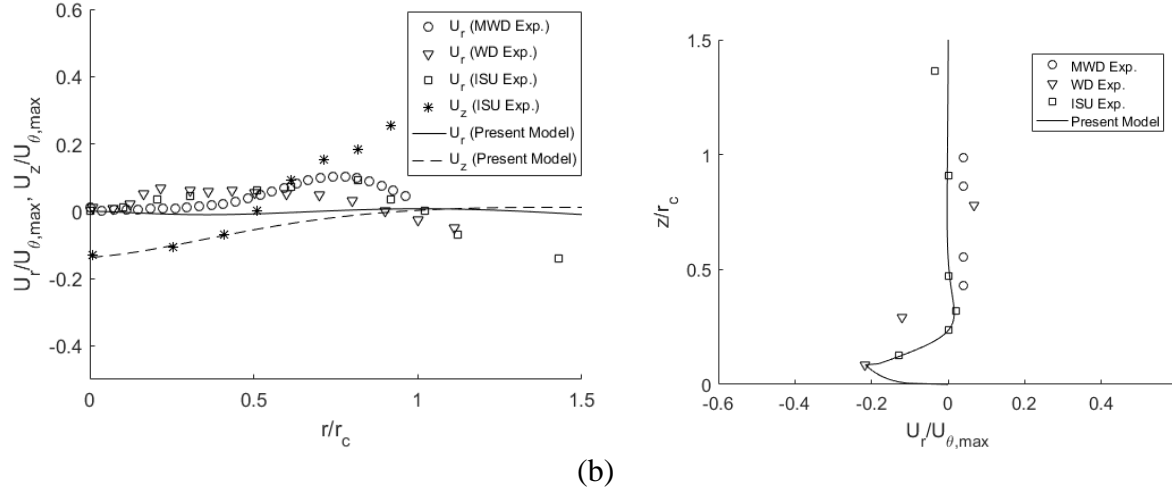 0.6
0.4
0.2
0
-0.2
-0.4
U_r/U_θ,max, U_z/U_θ,max
0 0.5 1 1.5
r/r_c
U_r (MWD Exp.)
U_r (WD Exp.)
U_r (ISU Exp.)
U_z (ISU Exp.)
U_r (Present Model)
U_z (Present Model)
1.5
1
0.5
0
z/r_c
-0.6 -0.4 -0.2 0 0.2 0.4
U_r/U_θ,max
MWD Exp.
WD Exp.
ISU Exp.
Present Model
(b)